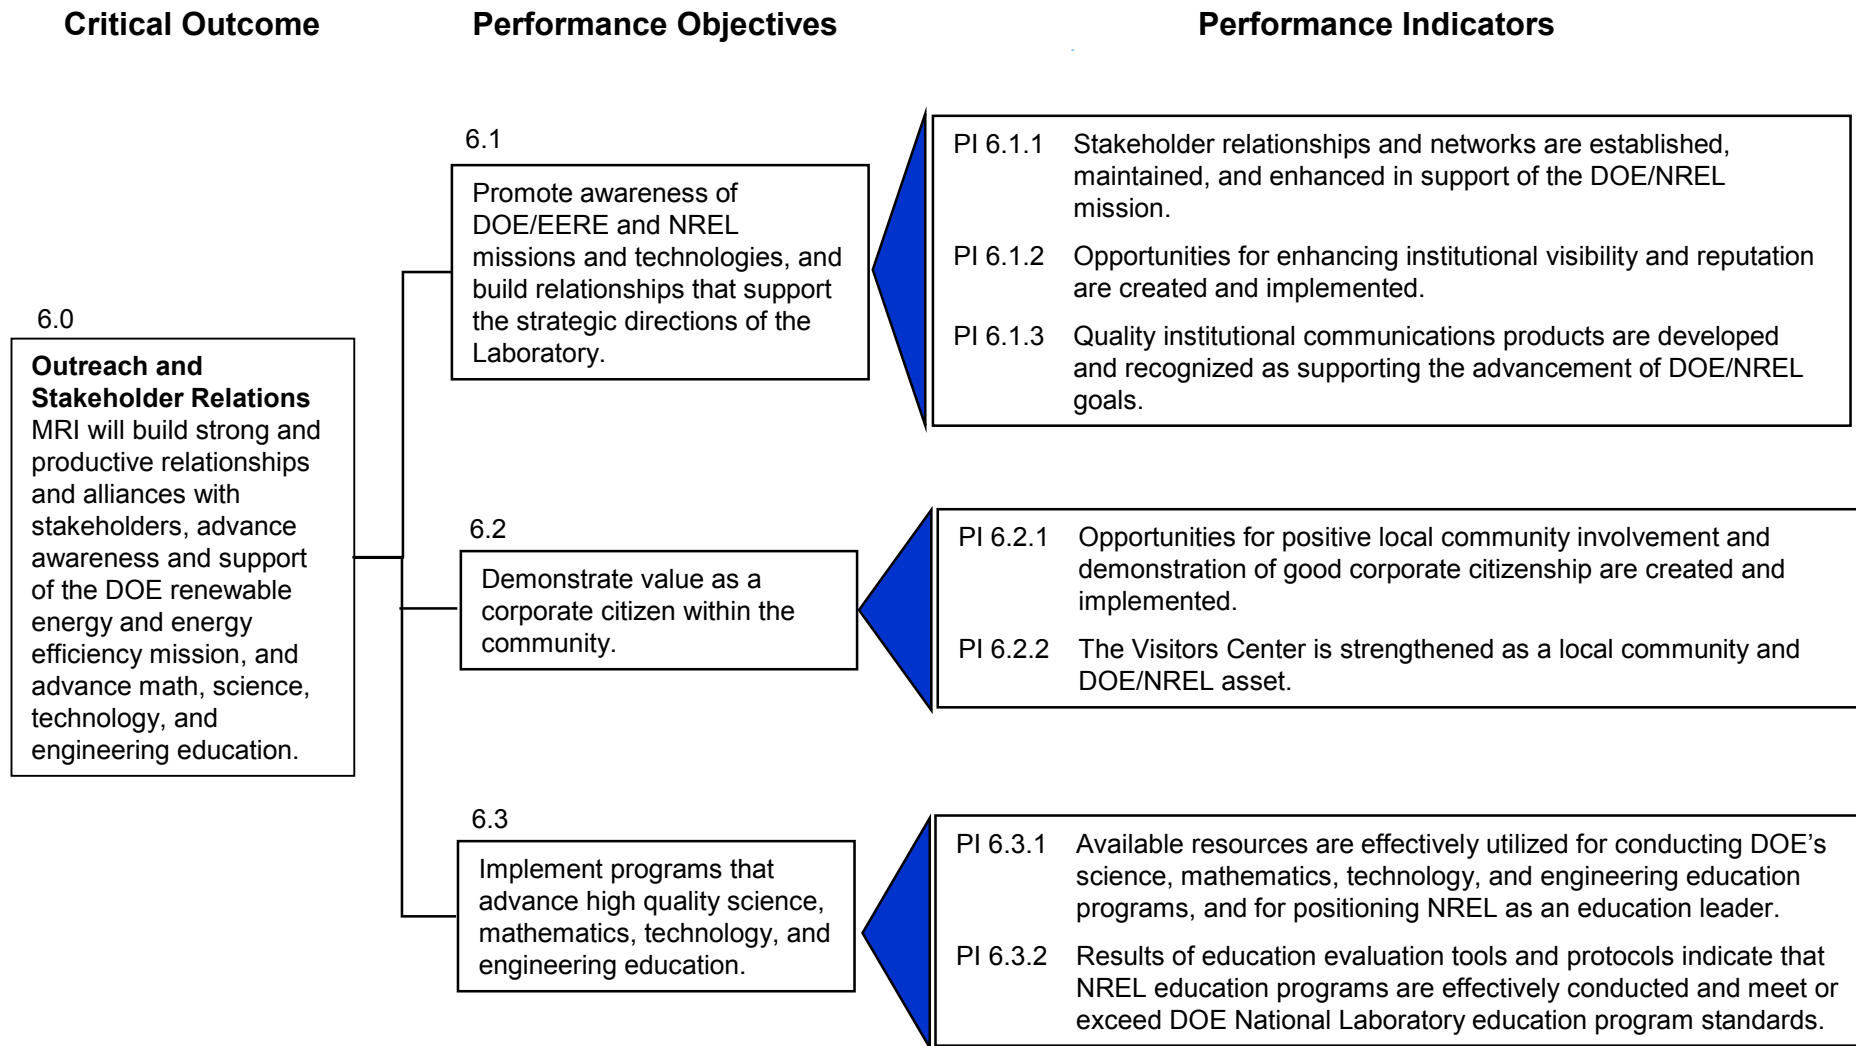 Critical Outcome
Performance Objectives
Performance Indicators
6.0
Outreach and
Stakeholder Relations
MRI will build strong and
productive relationships
and alliances with
stakeholders, advance
awareness and support
of the DOE renewable
energy and energy
efficiency mission, and
advance math, science,
technology, and
engineering education.
6.1
Promote awareness of
DOE/EERE and NREL
missions and technologies, and
build relationships that support
the strategic directions of the
Laboratory.
PI 6.1.1 Stakeholder relationships and networks are established,
maintained, and enhanced in support of the DOE/NREL
mission.
PI 6.1.2 Opportunities for enhancing institutional visibility and reputation
are created and implemented.
PI 6.1.3 Quality institutional communications products are developed
and recognized as supporting the advancement of DOE/NREL
goals.
6.2
Demonstrate value as a
corporate citizen within the
community.
PI 6.2.1 Opportunities for positive local community involvement and
demonstration of good corporate citizenship are created and
implemented.
PI 6.2.2 The Visitors Center is strengthened as a local community and
DOE/NREL asset.
6.3
Implement programs that
advance high quality science,
mathematics, technology, and
engineering education.
PI 6.3.1 Available resources are effectively utilized for conducting DOE's
science, mathematics, technology, and engineering education
programs, and for positioning NREL as an education leader.
PI 6.3.2 Results of education evaluation tools and protocols indicate that
NREL education programs are effectively conducted and meet or
exceed DOE National Laboratory education program standards.